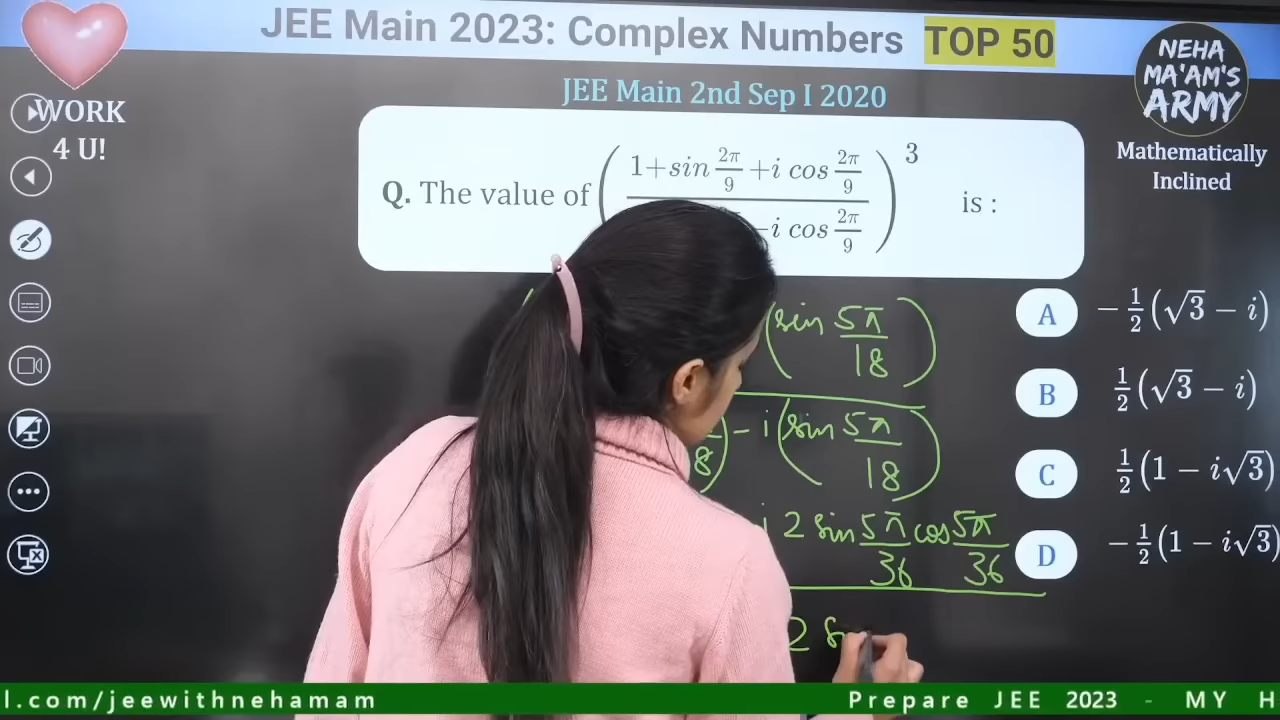 JEE Main 2023: Complex Numbers TOP 50
WORK
4 U!
NEHA
MA'AM'S
ARMY
Mathematically
Inclined
JEE Main 2nd Sep I 2020
Q. The value of ( 1+sin 2π/9 +i cos 2π/9 / -i cos 2π/9 )^3 is :
(sin 5π/18)
8) - i (sin 5π/18)
i 2 sin 5π/36 cos 5π/36
2 s
A -1/2(√3 - i)
B 1/2(√3 - i)
C 1/2(1 - i√3)
D -1/2(1 - i√3)
l.com/jeewithnehamam Prepare JEE 2023 - MY H